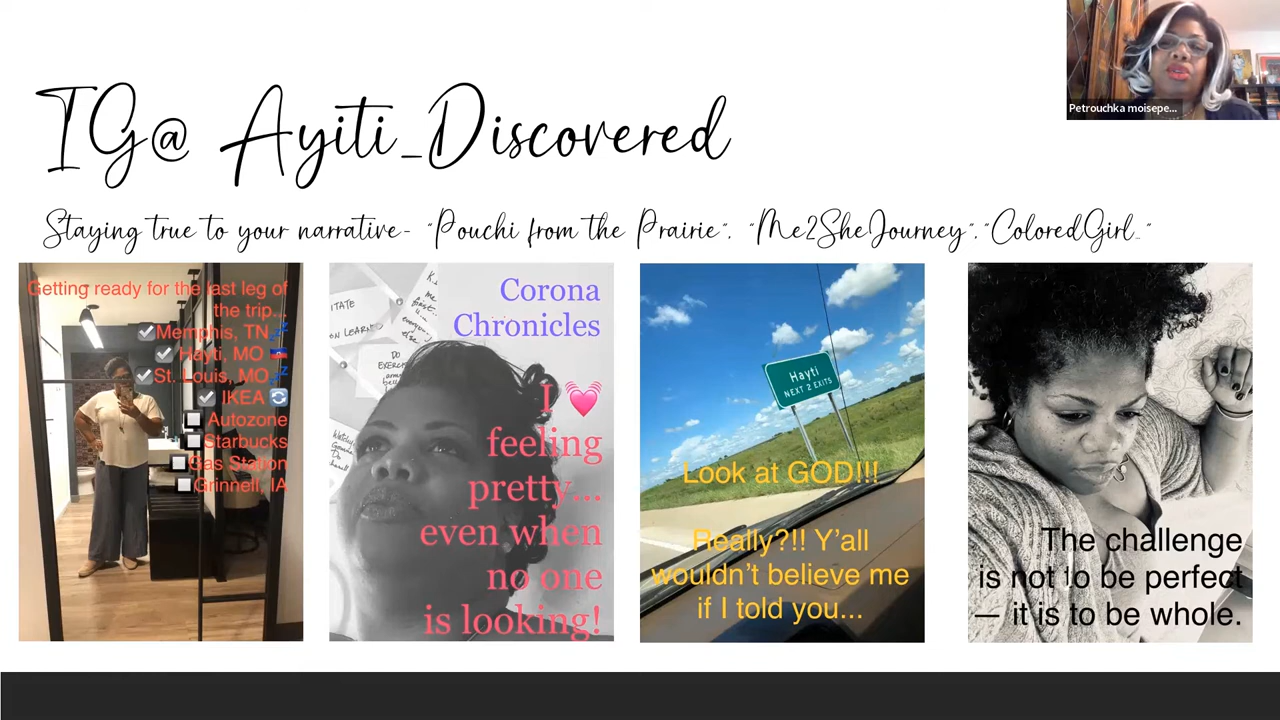 IG@ Ayiti_Discovered
Petrouchka moisepe...
Staying true to your narrative- "Pouchi from the Prairie", "Me2SheJourney", "ColoredGirl_"
Getting ready for the last leg of
the trip...
Memphis, TN
Hayti, MO
St. Louis, MO
IKEA
Autozone
Starbucks
Gas Station
Grinnell, IA
Corona
Chronicles
I
feeling
pretty...
even when
no one
is looking!
Hayti
NEXT 2 EXITS
Look at GOD!!!
Really?!! Y'all
wouldn't believe me
if I told you...
The challenge
is not to be perfect
— it is to be whole.